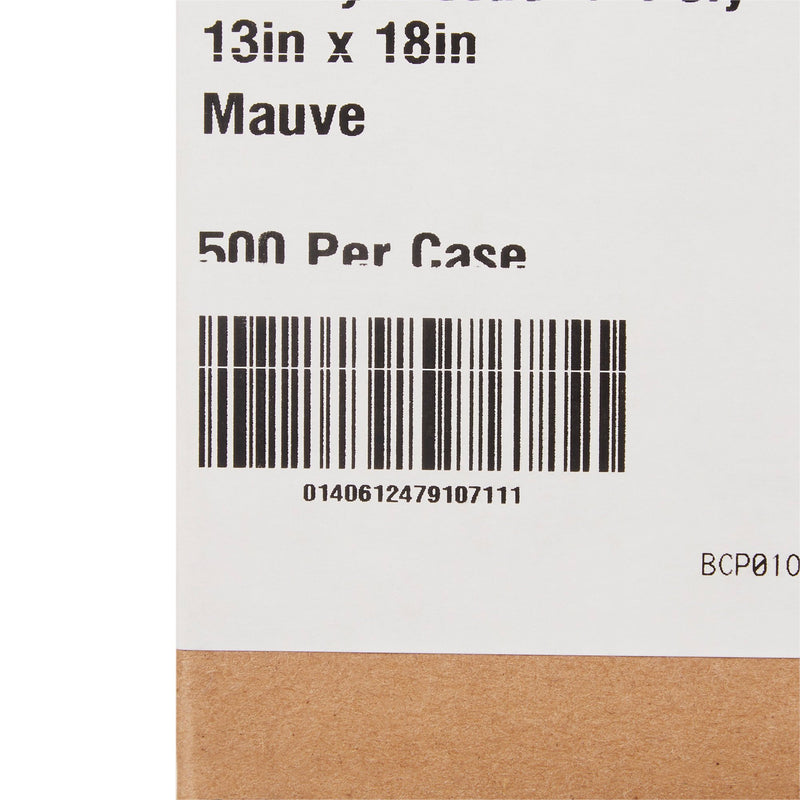 13in x 18in
Mauve
500 Per Case
0140612479107111
BCP010